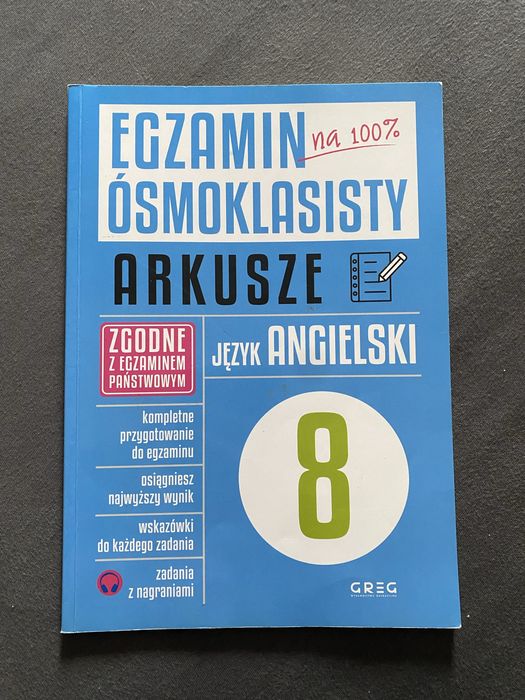 EGZAMIN na 100%
ÓSMOKLASISTY
ARKUSZE
ZGODNE
Z EGZAMINEM
PAŃSTWOWYM
JĘZYK ANGIELSKI
kompletne
przygotowanie
do egzaminu
osiągniesz
najwyższy wynik
wskazówki
do każdego zadania
zadania
z nagraniami
8
GREG